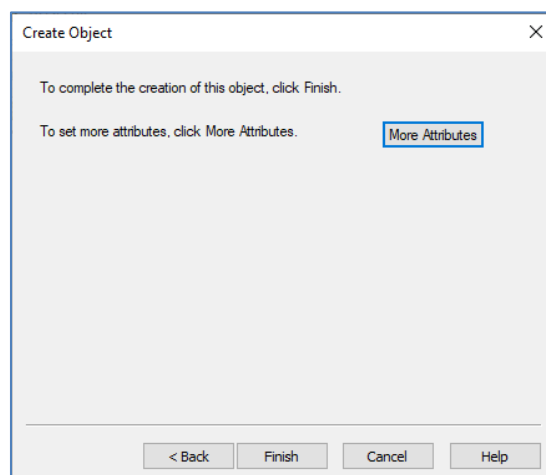 Create Object
To complete the creation of this object, click Finish.
To set more attributes, click More Attributes.
More Attributes
< Back
Finish
Cancel
Help